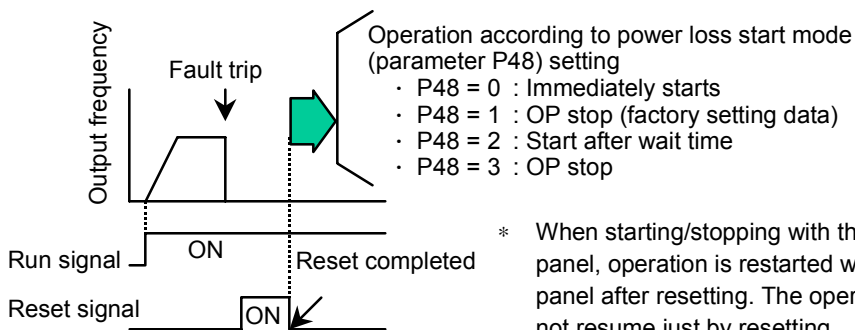 Output frequency
Fault trip
Operation according to power loss start mode
(parameter P48) setting
· P48 = 0 : Immediately starts
· P48 = 1 : OP stop (factory setting data)
· P48 = 2 : Start after wait time
· P48 = 3 : OP stop
Run signal
ON
Reset completed
Reset signal
ON
* When starting/stopping with th
panel, operation is restarted w
panel after resetting. The oper
not resume just by resetting